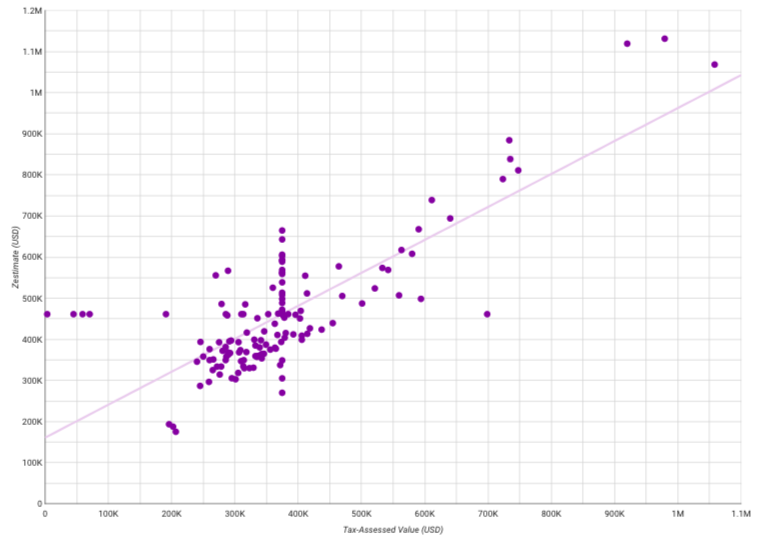 1.2M
1.1M
1M
900K
800K
700K
600K
500K
400K
300K
200K
100K
0
Zestimate (USD)
0 100K 200K 300K 400K 500K 600K 700K 800K 900K 1M 1.1M
Tax-Assessed Value (USD)